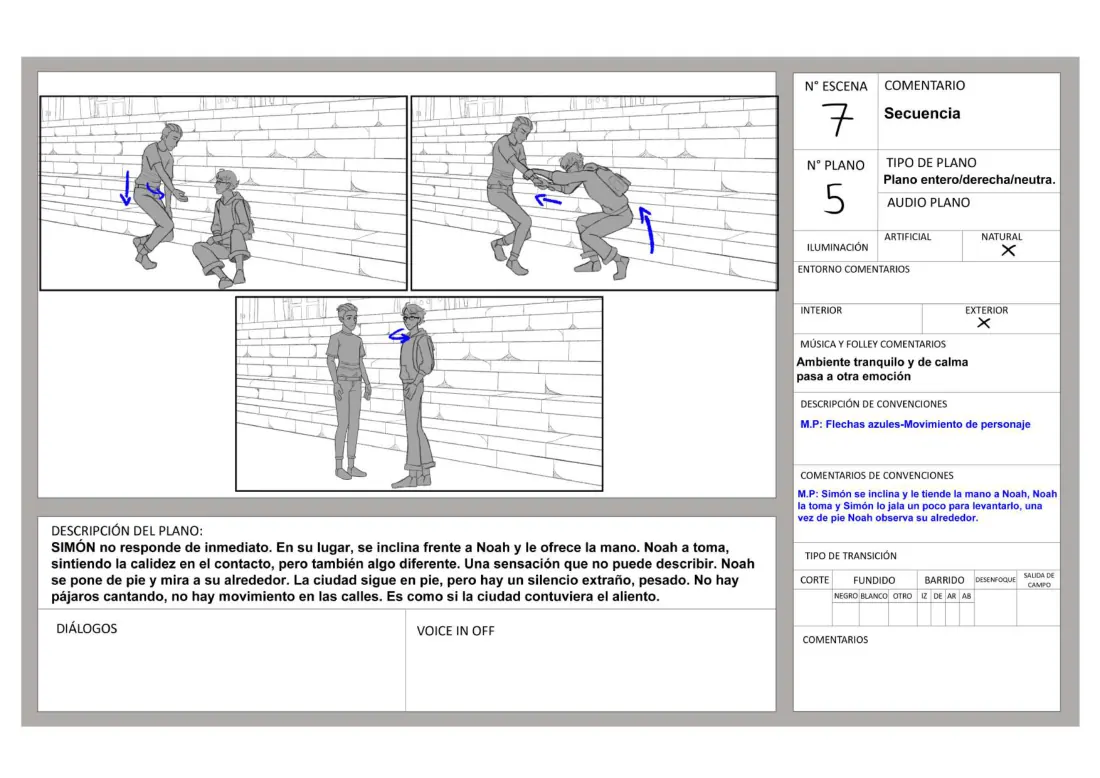 N° ESCENA
7
COMENTARIO
Secuencia
N° PLANO
5
TIPO DE PLANO
Plano entero/derecha/neutra.
AUDIO PLANO
ILUMINACIÓN
ARTIFICIAL
NATURAL
X
ENTORNO COMENTARIOS
INTERIOR
EXTERIOR
X
MÚSICA Y FOLLEY COMENTARIOS
Ambiente tranquilo y de calma
pasa a otra emoción
DESCRIPCIÓN DE CONVENCIONES
M.P: Flechas azules-Movimiento de personaje
COMENTARIOS DE CONVENCIONES
M.P: Simón se inclina y le tiende la mano a Noah, Noah
la toma y Simón lo jala un poco para levantarlo, una
vez de pie Noah observa su alrededor.
TIPO DE TRANSICIÓN
CORTE
FUNDIDO
BARRIDO
DESENFOQUE
SALIDA DE
CAMPO
NEGRO BLANCO OTRO
IZ DE AR AB
COMENTARIOS
DESCRIPCIÓN DEL PLANO:
SIMÓN no responde de inmediato. En su lugar, se inclina frente a Noah y le ofrece la mano. Noah a toma,
sintiendo la calidez en el contacto, pero también algo diferente. Una sensación que no puede describir. Noah
se pone de pie y mira a su alrededor. La ciudad sigue en pie, pero hay un silencio extraño, pesado. No hay
pájaros cantando, no hay movimiento en las calles. Es como si la ciudad contuviera el aliento.
DIÁLOGOS
VOICE IN OFF